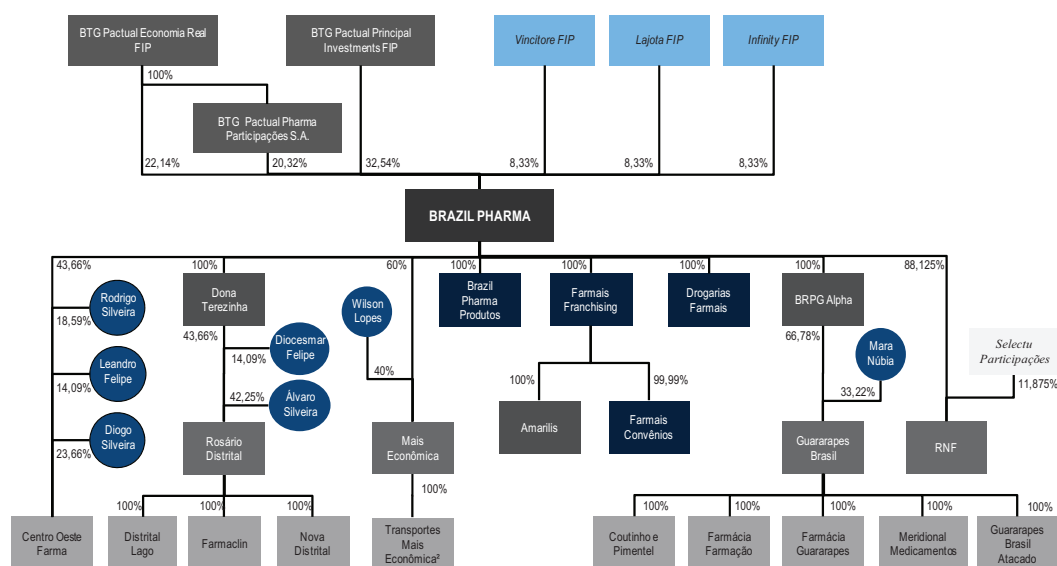 BTG Pactual Economia Real
FIP
BTG Pactual Principal
Investments FIP
Vincitore FIP
Lajota FIP
Infinity FIP
100%
BTG Pactual Pharma
Participações S.A.
22,14%
20,32%
32,54%
8,33%
8,33%
8,33%
BRAZIL PHARMA
43,66%
100%
60%
100%
100%
100%
100%
88,125%
Rodrigo
Silveira
18,59%
Leandro
Felipe
14,09%
Diogo
Silveira
23,66%
Dona
Terezinha
43,66%
Diocesmar
Felipe
14,09%
Álvaro
Silveira
42,25%
Rosário
Distrital
Wilson
Lopes
40%
Mais
Econômica
100%
Brazil
Pharma
Produtos
Farmais
Franchising
100%
99,99%
Amarilis
Farmais
Convênios
Drogarias
Farmais
BRPG Alpha
66,78%
Mara
Núbia
33,22%
Guararapes
Brasil
Selectu
Participações
11,875%
RNF
100%
100%
100%
100%
100%
100%
100%
100%
Centro Oeste
Farma
Distrital
Lago
Farmaclin
Nova
Distrital
Transportes
Mais
Econômica²
Coutinho e
Pimentel
Farmácia
Farmação
Farmácia
Guararapes
Meridional
Medicamentos
Guararapes
Brasil
Atacado